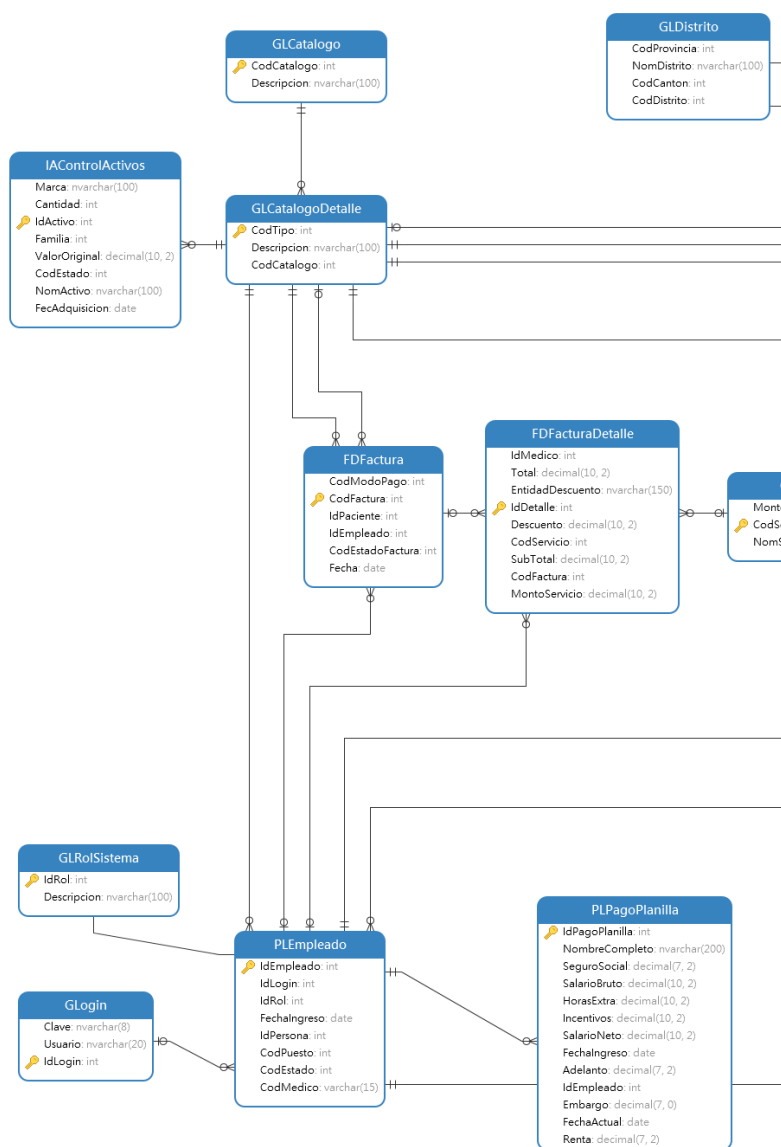 GLCatalogo
CodCatalogo: int
Descripcion: nvarchar(100)
GLDistrito
CodProvincia: int
NomDistrito: nvarchar(100)
CodCanton: int
CodDistrito: int
IAControlActivos
Marca: nvarchar(100)
Cantidad: int
IdActivo: int
Familia: int
ValorOriginal: decimal(10, 2)
CodEstado: int
NomActivo: nvarchar(100)
FecAdquisicion: date
GLCatalogoDetalle
CodTipo: int
Descripcion: nvarchar(100)
CodCatalogo: int
FDFactura
CodModoPago: int
CodFactura: int
IdPaciente: int
IdEmpleado: int
CodEstadoFactura: int
Fecha: date
FDFacturaDetalle
IdMedico: int
Total: decimal(10, 2)
EntidadDescuento: nvarchar(150)
IdDetalle: int
Descuento: decimal(10, 2)
CodServicio: int
SubTotal: decimal(10, 2)
CodFactura: int
MontoServicio: decimal(10, 2)
Monto
CodSe
NomS
GLRolSistema
IdRol: int
Descripcion: nvarchar(100)
GLogin
Clave: nvarchar(8)
Usuario: nvarchar(20)
IdLogin: int
PLEmpleado
IdEmpleado: int
IdLogin: int
IdRol: int
FechaIngreso: date
IdPersona: int
CodPuesto: int
CodEstado: int
CodMedico: varchar(15)
PLPagoPlanilla
IdPagoPlanilla: int
NombreCompleto: nvarchar(200)
SeguroSocial: decimal(7, 2)
SalarioBruto: decimal(10, 2)
HorasExtra: decimal(10, 2)
Incentivos: decimal(10, 2)
SalarioNeto: decimal(10, 2)
FechaIngreso: date
Adelanto: decimal(7, 2)
IdEmpleado: int
Embargo: decimal(7, 0)
FechaActual: date
Renta: decimal(7, 2)